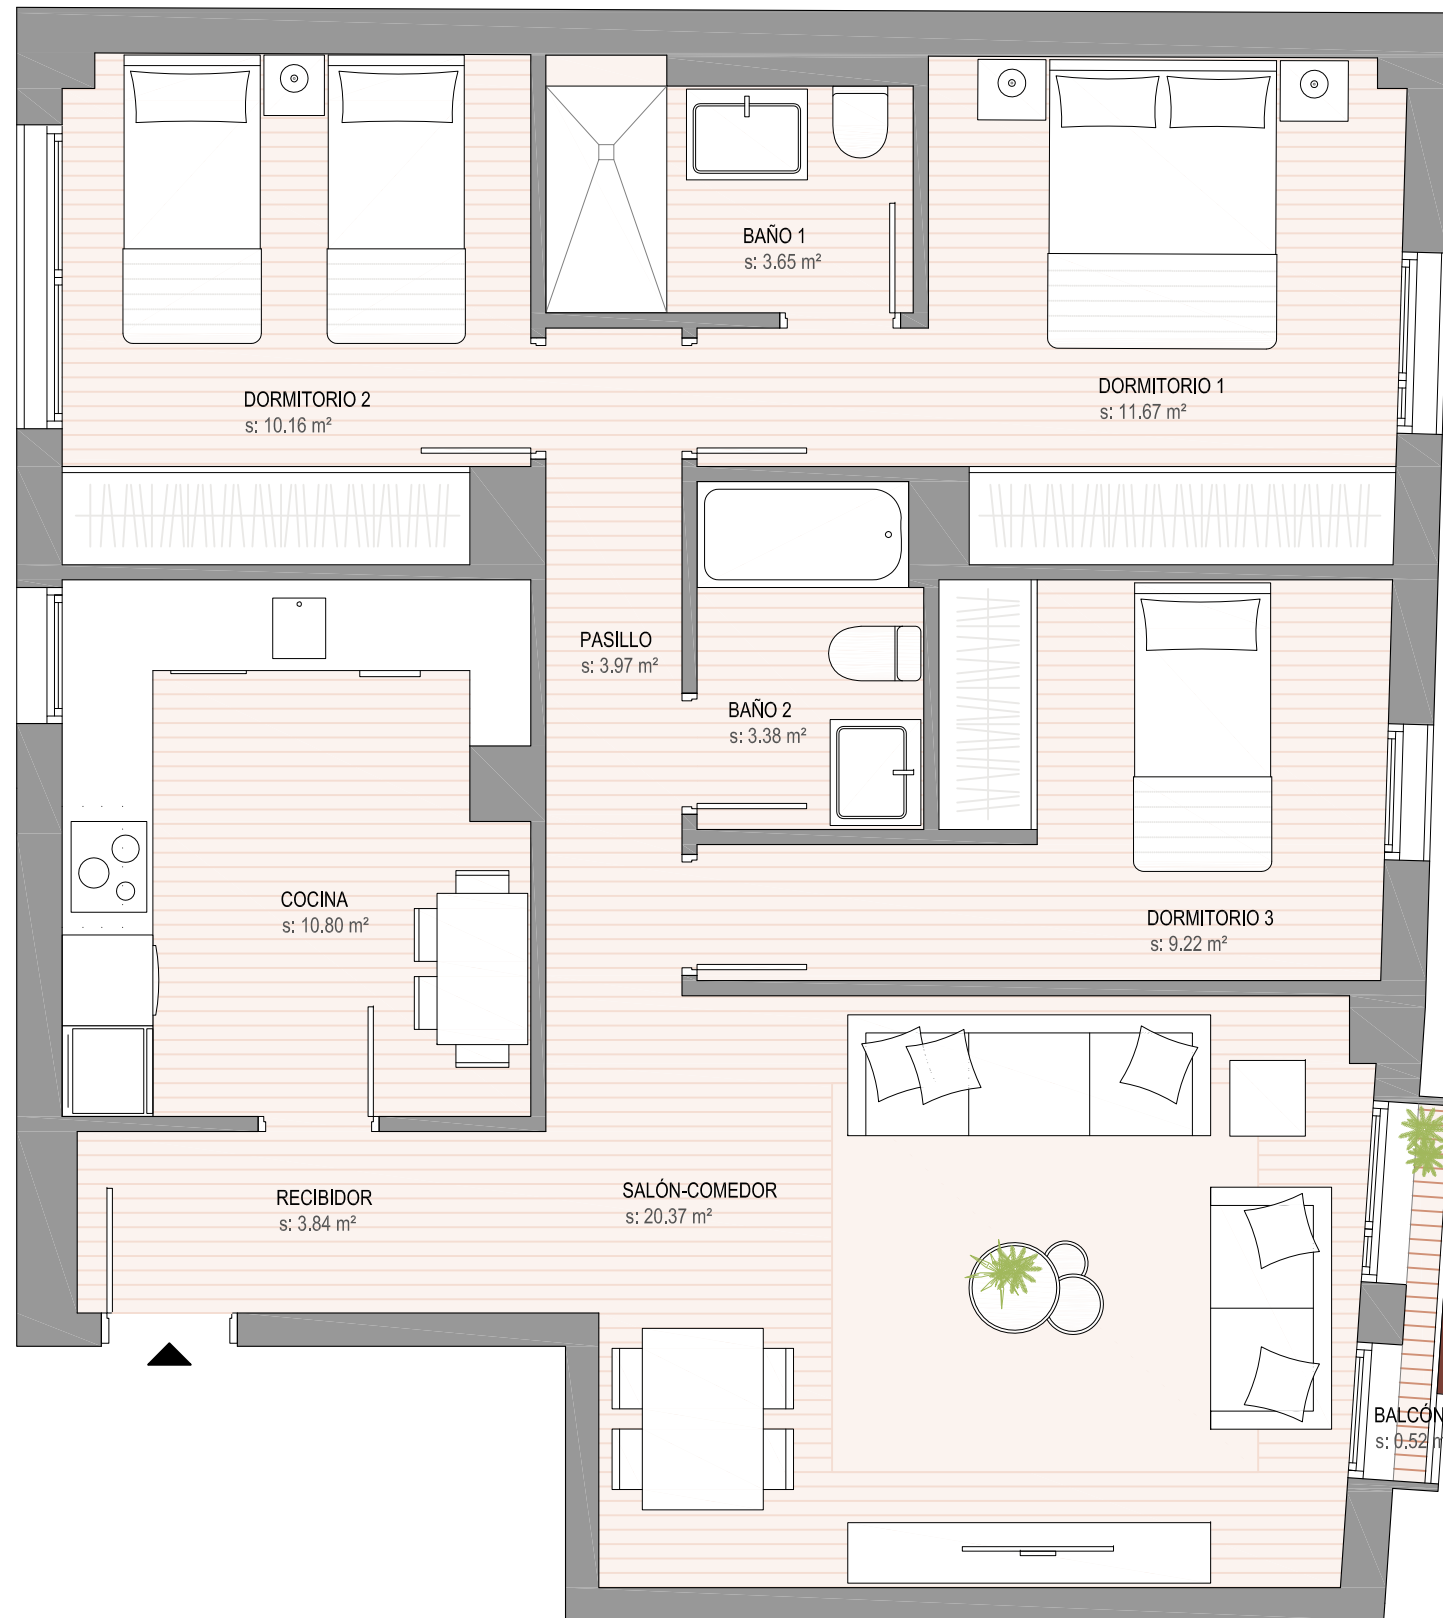 BAÑO 1
s: 3.65 m²
DORMITORIO 2
s: 10.16 m²
DORMITORIO 1
s: 11.67 m²
PASILLO
s: 3.97 m²
BAÑO 2
s: 3.38 m²
COCINA
s: 10.80 m²
DORMITORIO 3
s: 9.22 m²
RECIBIDOR
s: 3.84 m²
SALÓN-COMEDOR
s: 20.37 m²
BALCÓN
s: 0.52 m